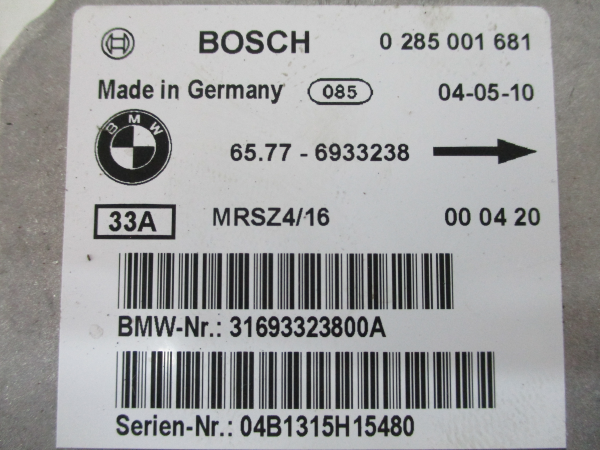 BOSCH 0 285 001 681
Made in Germany 085 04-05-10
BMW 65.77 - 6933238
33A MRSZ4/16 00 04 20
BMW-Nr.: 31693323800A
Serien-Nr.: 04B1315H15480